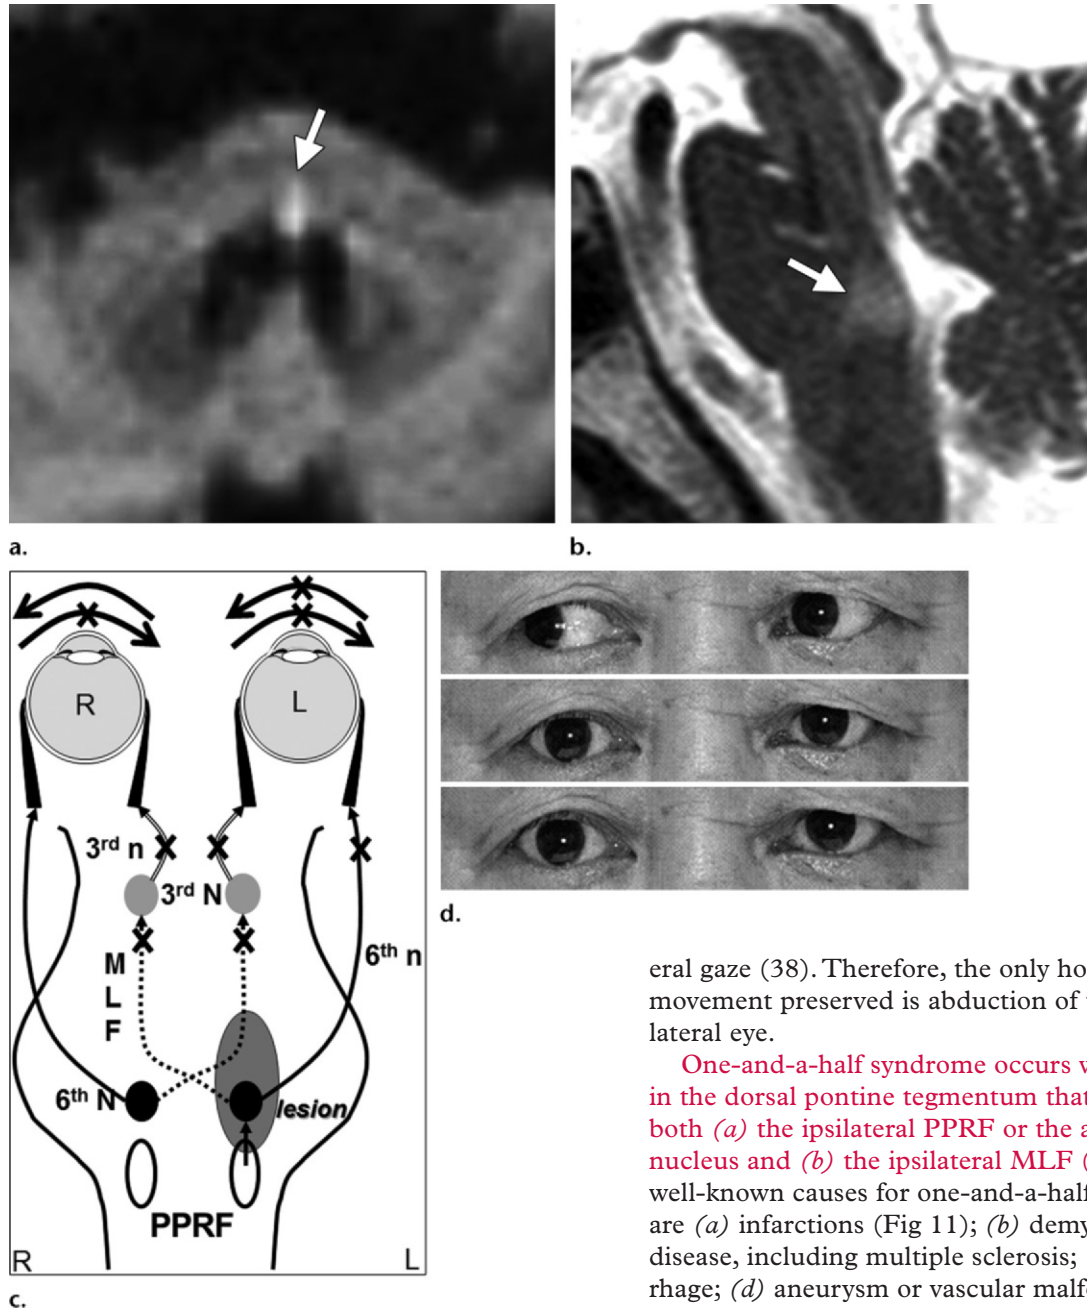 a.
b.
R
L
3rd n
3rd N
M
L
F
6th n
6th N
lesion
PPRF
R
L
c.
d.
eral gaze (38). Therefore, the only ho
movement preserved is abduction of
lateral eye.
One-and-a-half syndrome occurs
in the dorsal pontine tegmentum that
both (a) the ipsilateral PPRF or the a
nucleus and (b) the ipsilateral MLF (
well-known causes for one-and-a-half
are (a) infarctions (Fig 11); (b) demy
disease, including multiple sclerosis;
rhage; (d) aneurysm or vascular malf